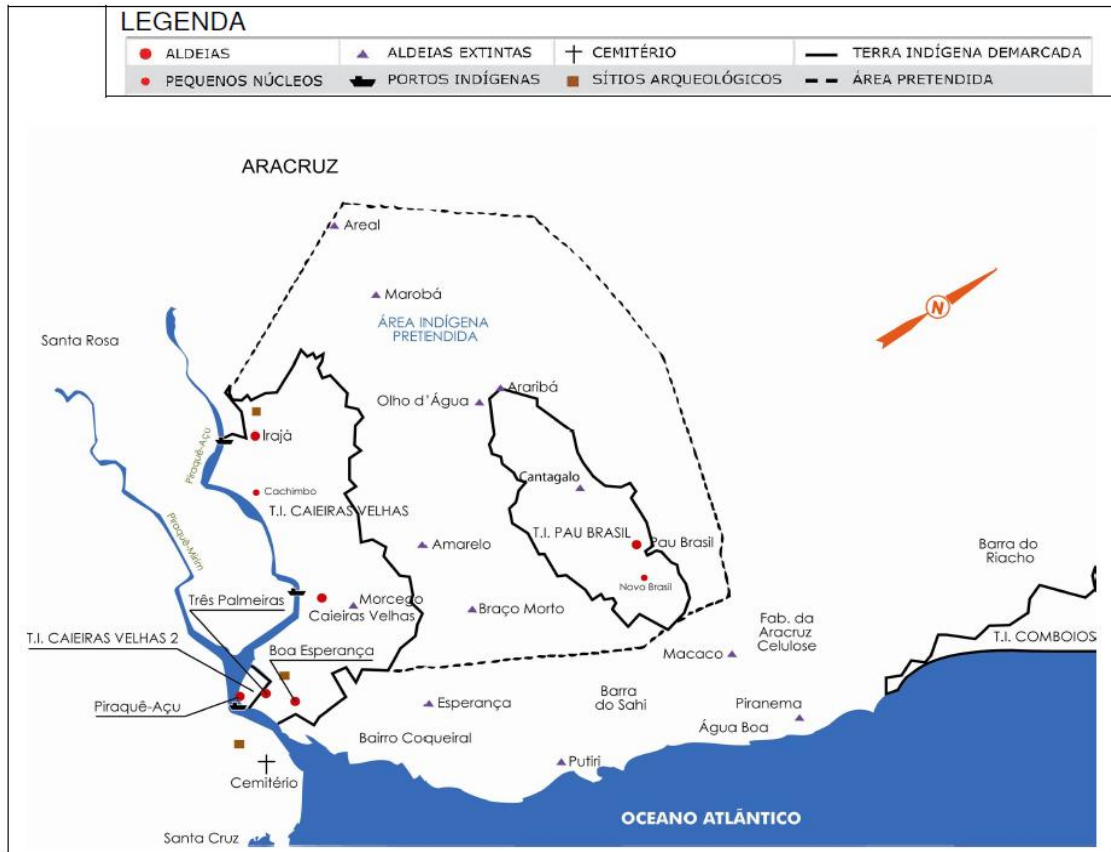 LEGENDA
ALDEIAS
ALDEIAS EXTINTAS
CEMITÉRIO
TERRA INDÍGENA DEMARCADA
PEQUENOS NÚCLEOS
PORTOS INDÍGENAS
SÍTIOS ARQUEOLÓGICOS
ÁREA PRETENDIDA
ARACRUZ
Areal
Marobá
ÁREA INDÍGENA
PRETENDIDA
N
Santa Rosa
Araribá
Olho d'Água
Irajá
Piraquê-Açu
Cachimbo
T.I. CAIEIRAS VELHAS
Cantagalo
T.I. PAU BRASIL
Pau Brasil
Novo Brasil
Amarelo
Barra do
Riacho
Piraquê-Mirim
Três Palmeiras
Morcego
Caieiras Velhas
Braço Morto
T.I. CAIEIRAS VELHAS 2
Boa Esperança
Fab. da
Aracruz
Celulose
T.I. COMBOIOS
Macaco
Piraquê-Açu
Esperança
Barra
do Sahi
Piranema
Água Boa
Bairro Coqueiral
Putiri
Cemitério
OCEANO ATLÂNTICO
Santa Cruz